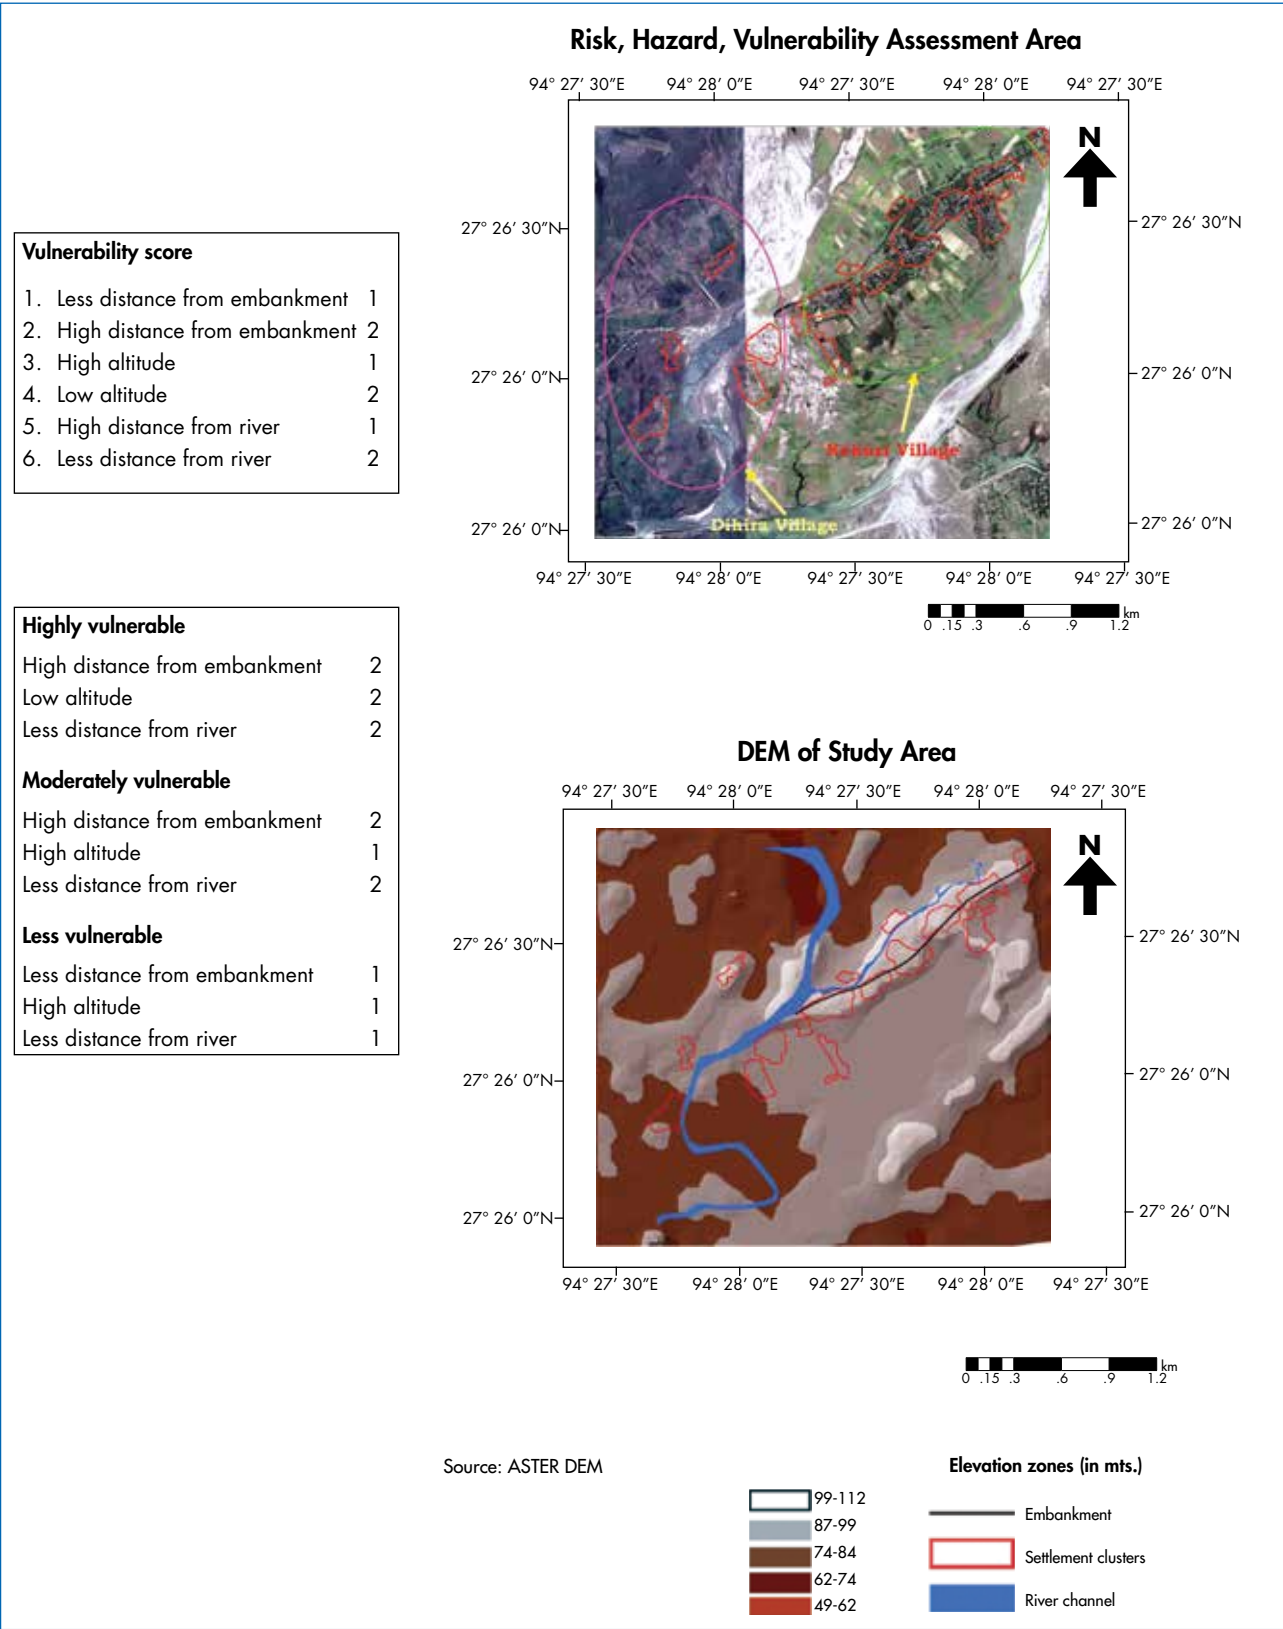 Risk, Hazard, Vulnerability Assessment Area
94° 27′ 30″E 94° 28′ 0″E 94° 27′ 30″E 94° 28′ 0″E 94° 27′ 30″E
N
27° 26′ 30″N 27° 26′ 30″N
27° 26′ 0″N 27° 26′ 0″N
Village
Dihira Village
27° 26′ 0″N 27° 26′ 0″N
94° 27′ 30″E 94° 28′ 0″E 94° 27′ 30″E 94° 28′ 0″E 94° 27′ 30″E
km
0 .15 .3 .6 .9 1.2
Vulnerability score
1. Less distance from embankment 1
2. High distance from embankment 2
3. High altitude 1
4. Low altitude 2
5. High distance from river 1
6. Less distance from river 2
Highly vulnerable
High distance from embankment 2
Low altitude 2
Less distance from river 2
Moderately vulnerable
High distance from embankment 2
High altitude 1
Less distance from river 2
Less vulnerable
Less distance from embankment 1
High altitude 1
Less distance from river 1
DEM of Study Area
94° 27′ 30″E 94° 28′ 0″E 94° 27′ 30″E 94° 28′ 0″E 94° 27′ 30″E
N
27° 26′ 30″N 27° 26′ 30″N
27° 26′ 0″N 27° 26′ 0″N
27° 26′ 0″N 27° 26′ 0″N
94° 27′ 30″E 94° 28′ 0″E 94° 27′ 30″E 94° 28′ 0″E 94° 27′ 30″E
km
0 .15 .3 .6 .9 1.2
Source: ASTER DEM
Elevation zones (in mts.)
99-112
87-99
74-84
62-74
49-62
Embankment
Settlement clusters
River channel